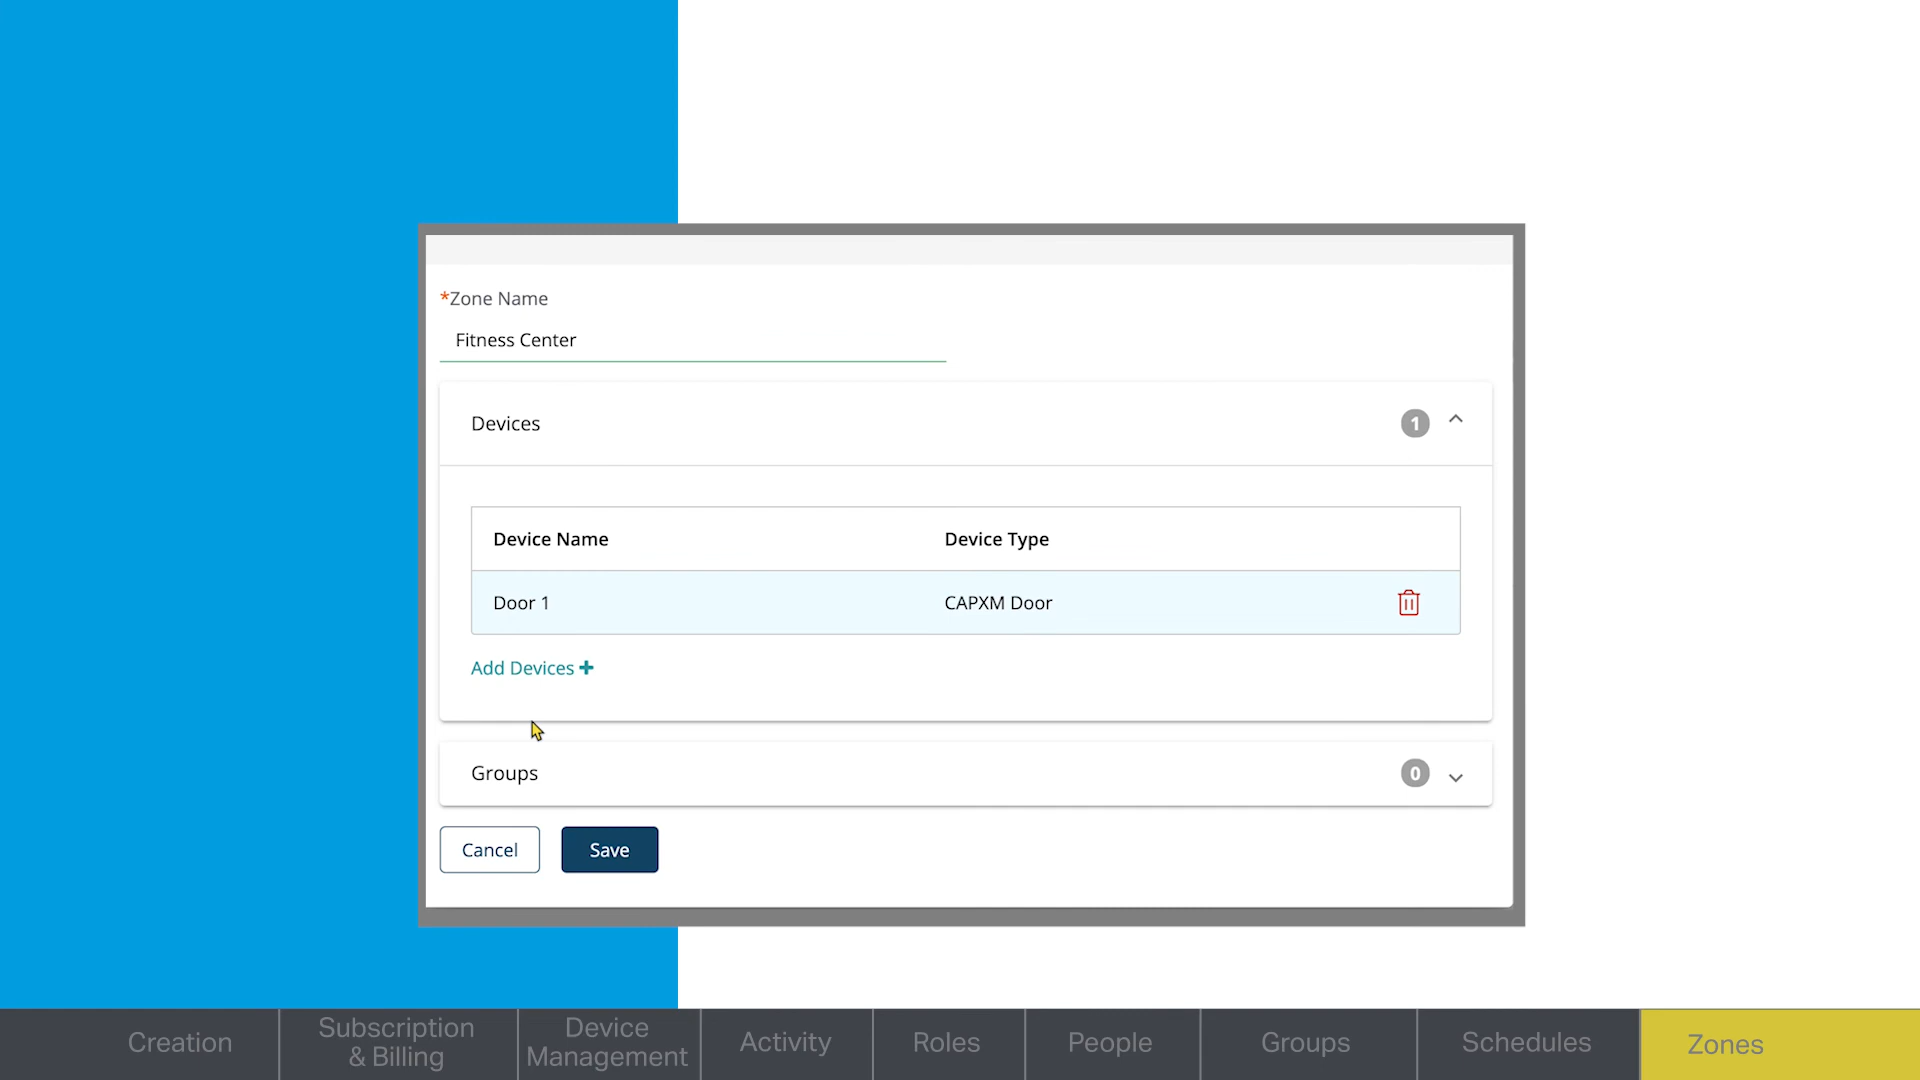 *Zone Name
Fitness Center
Devices 1
Device Name Device Type
Door 1 CAPXM Door
Add Devices +
Groups 0
Cancel Save
Creation
Subscription
& Billing
Device
Management
Activity
Roles
People
Groups
Schedules
Zones